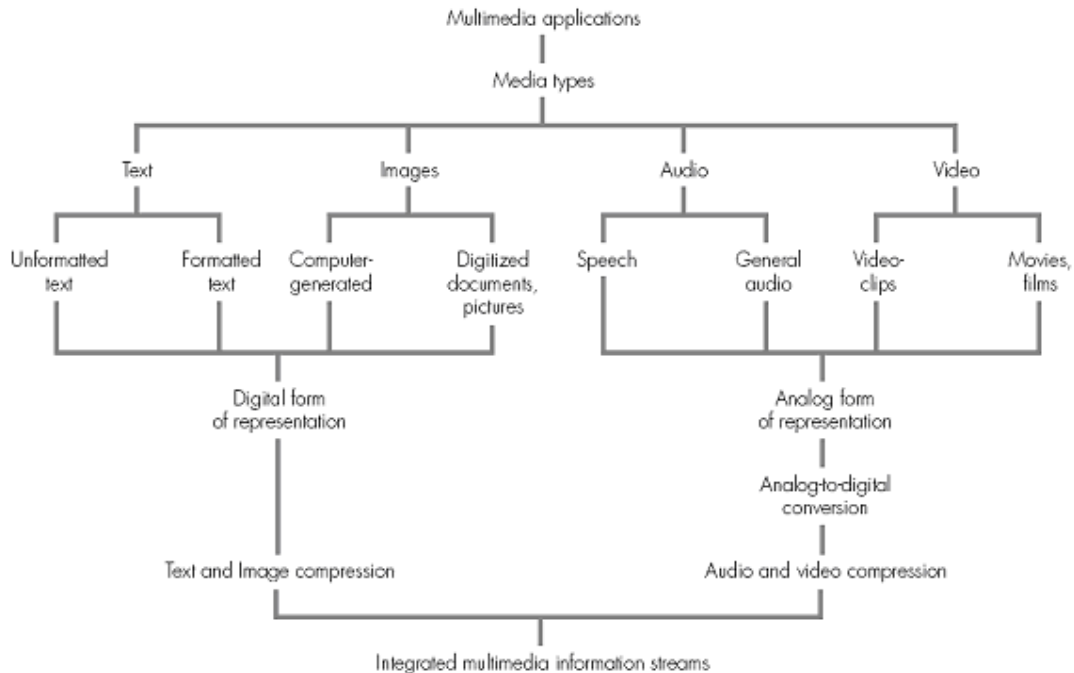 Multimedia applications
Media types
Text
Images
Audio
Video
Unformatted
text
Formatted
text
Computer-
generated
Digitized
documents,
pictures
Speech
General
audio
Video-
clips
Movies,
films
Digital form
of representation
Analog form
of representation
Analog-to-digital
conversion
Text and Image compression
Audio and video compression
Integrated multimedia information streams